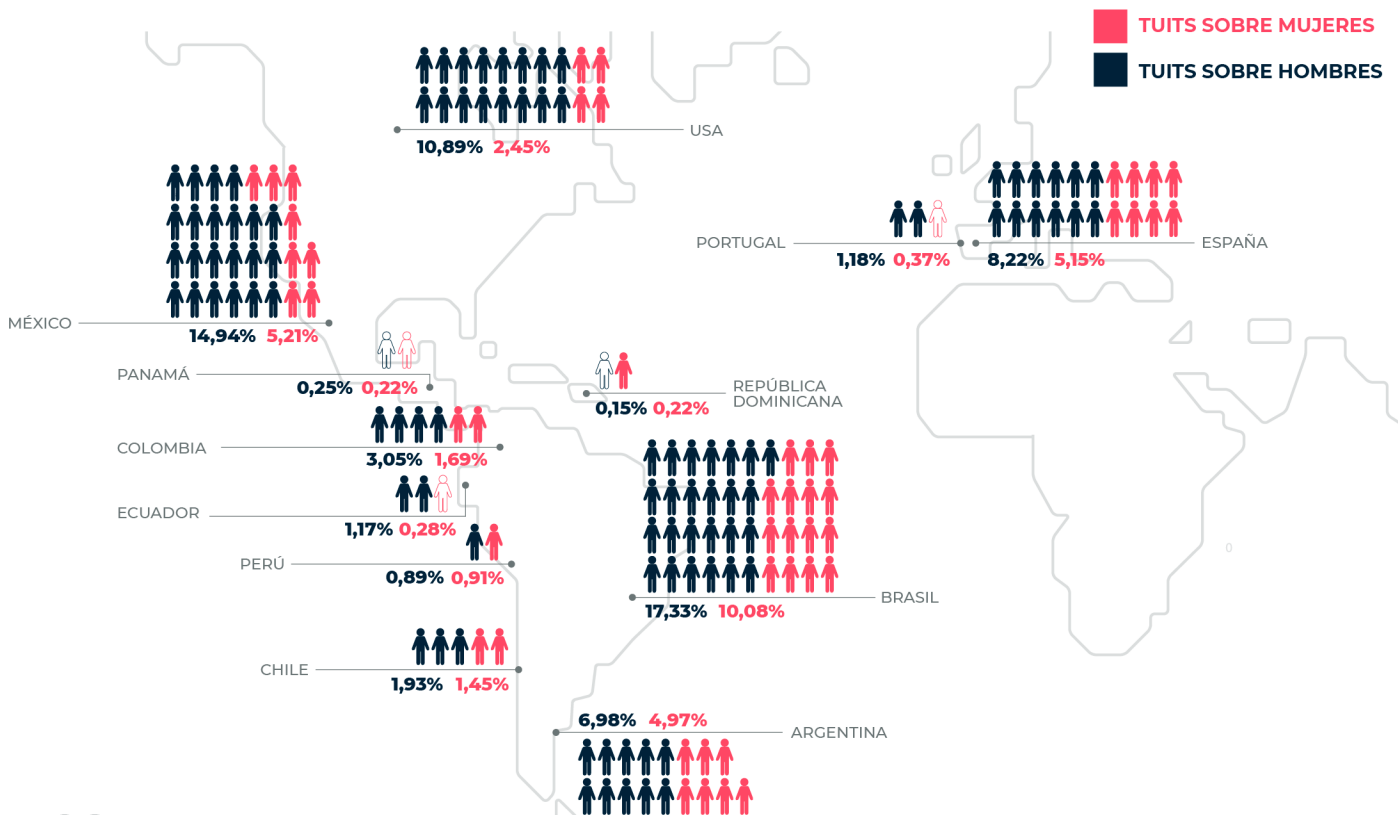 TUITS SOBRE MUJERES
TUITS SOBRE HOMBRES
USA
10,89% 2,45%
PORTUGAL
1,18% 0,37%
ESPAÑA
8,22% 5,15%
MÉXICO
14,94% 5,21%
PANAMÁ
0,25% 0,22%
REPÚBLICA
DOMINICANA
0,15% 0,22%
COLOMBIA
3,05% 1,69%
ECUADOR
1,17% 0,28%
PERÚ
0,89% 0,91%
BRASIL
17,33% 10,08%
CHILE
1,93% 1,45%
6,98% 4,97%
ARGENTINA